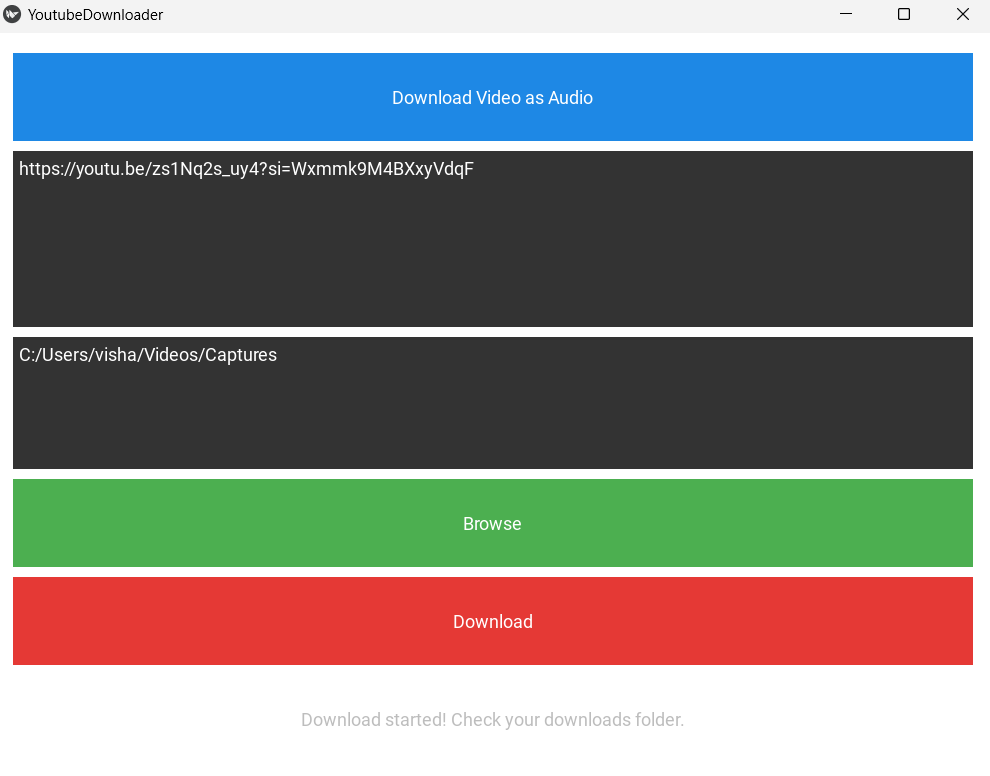 YoutubeDownloader
Download Video as Audio
https://youtu.be/zs1Nq2s_uy4?si=Wxmmk9M4BXxyVdqF
C:/Users/visha/Videos/Captures
Browse
Download
Download started! Check your downloads folder.